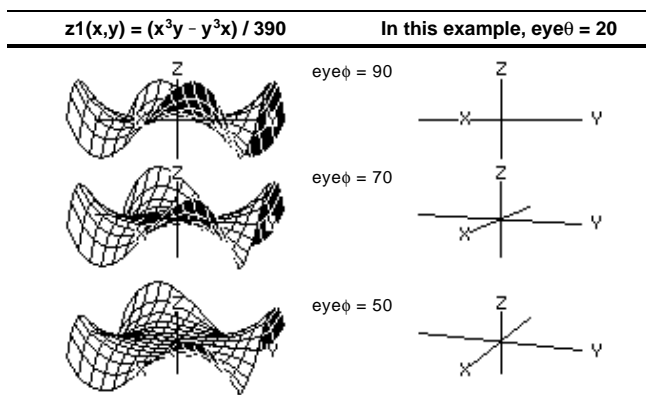 z1(x,y) = (x³y – y³x) / 390 In this example, eyeθ = 20
Z eyeϕ = 90 Z
X Y
Z eyeϕ = 70 Z
Y
X
Z eyeϕ = 50 Z
Y
X Y
X